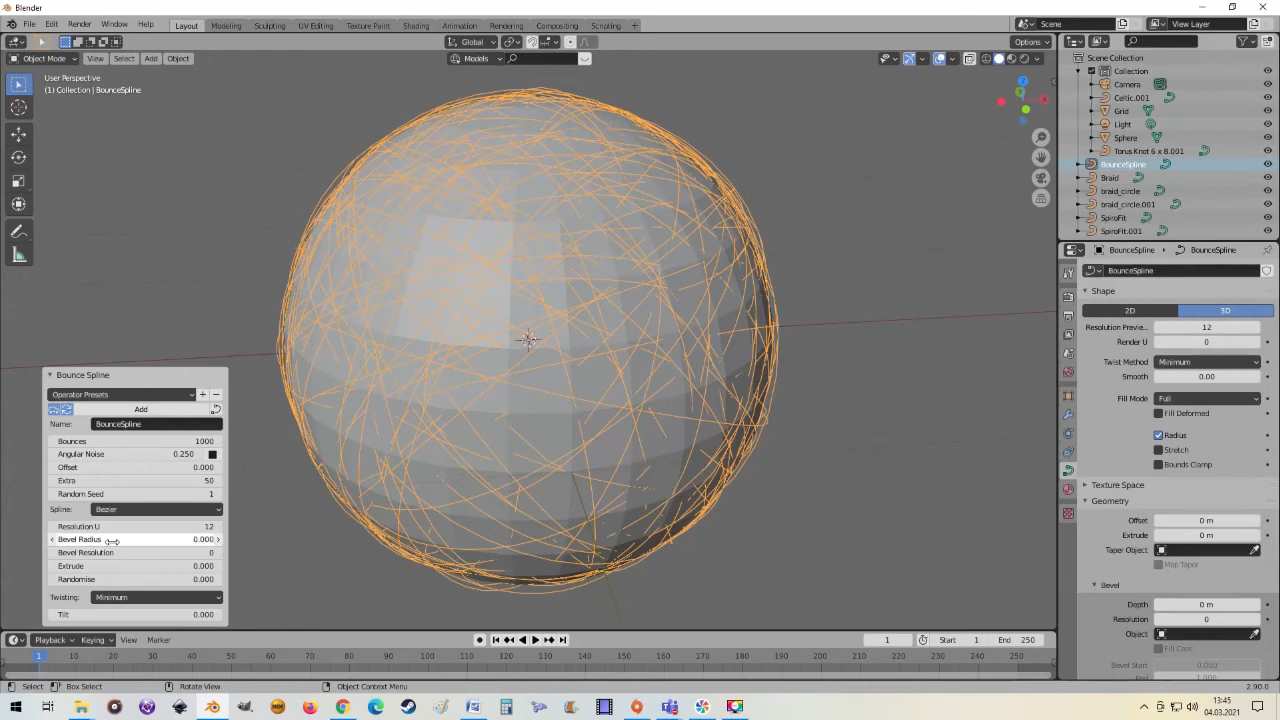 Blender
File Edit Render Window Help Layout Modeling Sculpting UV Editing Texture Paint Shading Animation Rendering Compositing Scripting + Scene View Layer
Global Options
Object Mode View Select Add Object Models
User Perspective
(1) Collection | BounceSpline
Scene Collection
Collection
Camera
Celtic.001
Grid
Light
Sphere
Torus Knot 6 x 8.001
BounceSpline
Braid
braid_circle
braid_circle.001
SpiroFit
SpiroFit.001
BounceSpline BounceSpline
BounceSpline
Shape
2D 3D
Resolution Previe... 12
Render U 0
Twist Method Minimum
Smooth 0.00
Fill Mode Full
Fill Deformed
Radius
Stretch
Bounds Clamp
Texture Space
Geometry
Offset 0 m
Extrude 0 m
Taper Object
Map Taper
Bevel
Depth 0 m
Resolution 0
Object
Fill Caps
Bevel Start: 0.000
End 1.000
Bounce Spline
Operator Presets + −
Add
Name: BounceSpline
Bounces 1000
Angular Noise 0.250
Offset 0.000
Extra 50
Random Seed 1
Spline: Bezier
Resolution U 12
Bevel Radius 0.000
Bevel Resolution 0
Extrude 0.000
Randomise 0.000
Twisting: Minimum
Tilt 0.000
Playback Keying View Marker 1 Start 1 End 250
1 10 20 30 40 50 60 70 80 90 100 110 120 130 140 150 160 170 180 190 200 210 220 230 240 250
Select Box Select Rotate View Object Context Menu 2.90.0
13:45
04.03.2021